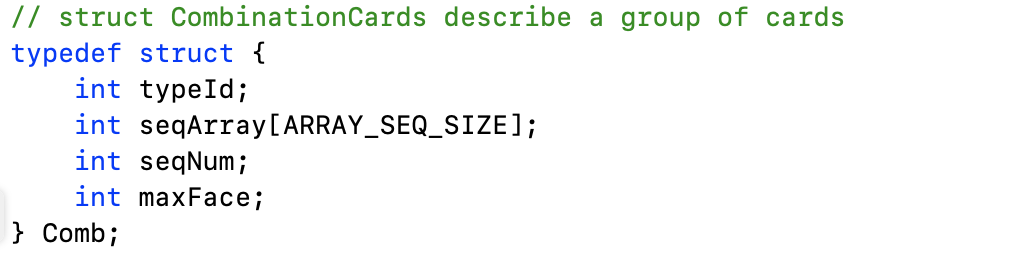 // struct CombinationCards describe a group of cards
typedef struct {
    int typeId;
    int seqArray[ARRAY_SEQ_SIZE];
    int seqNum;
    int maxFace;
} Comb;